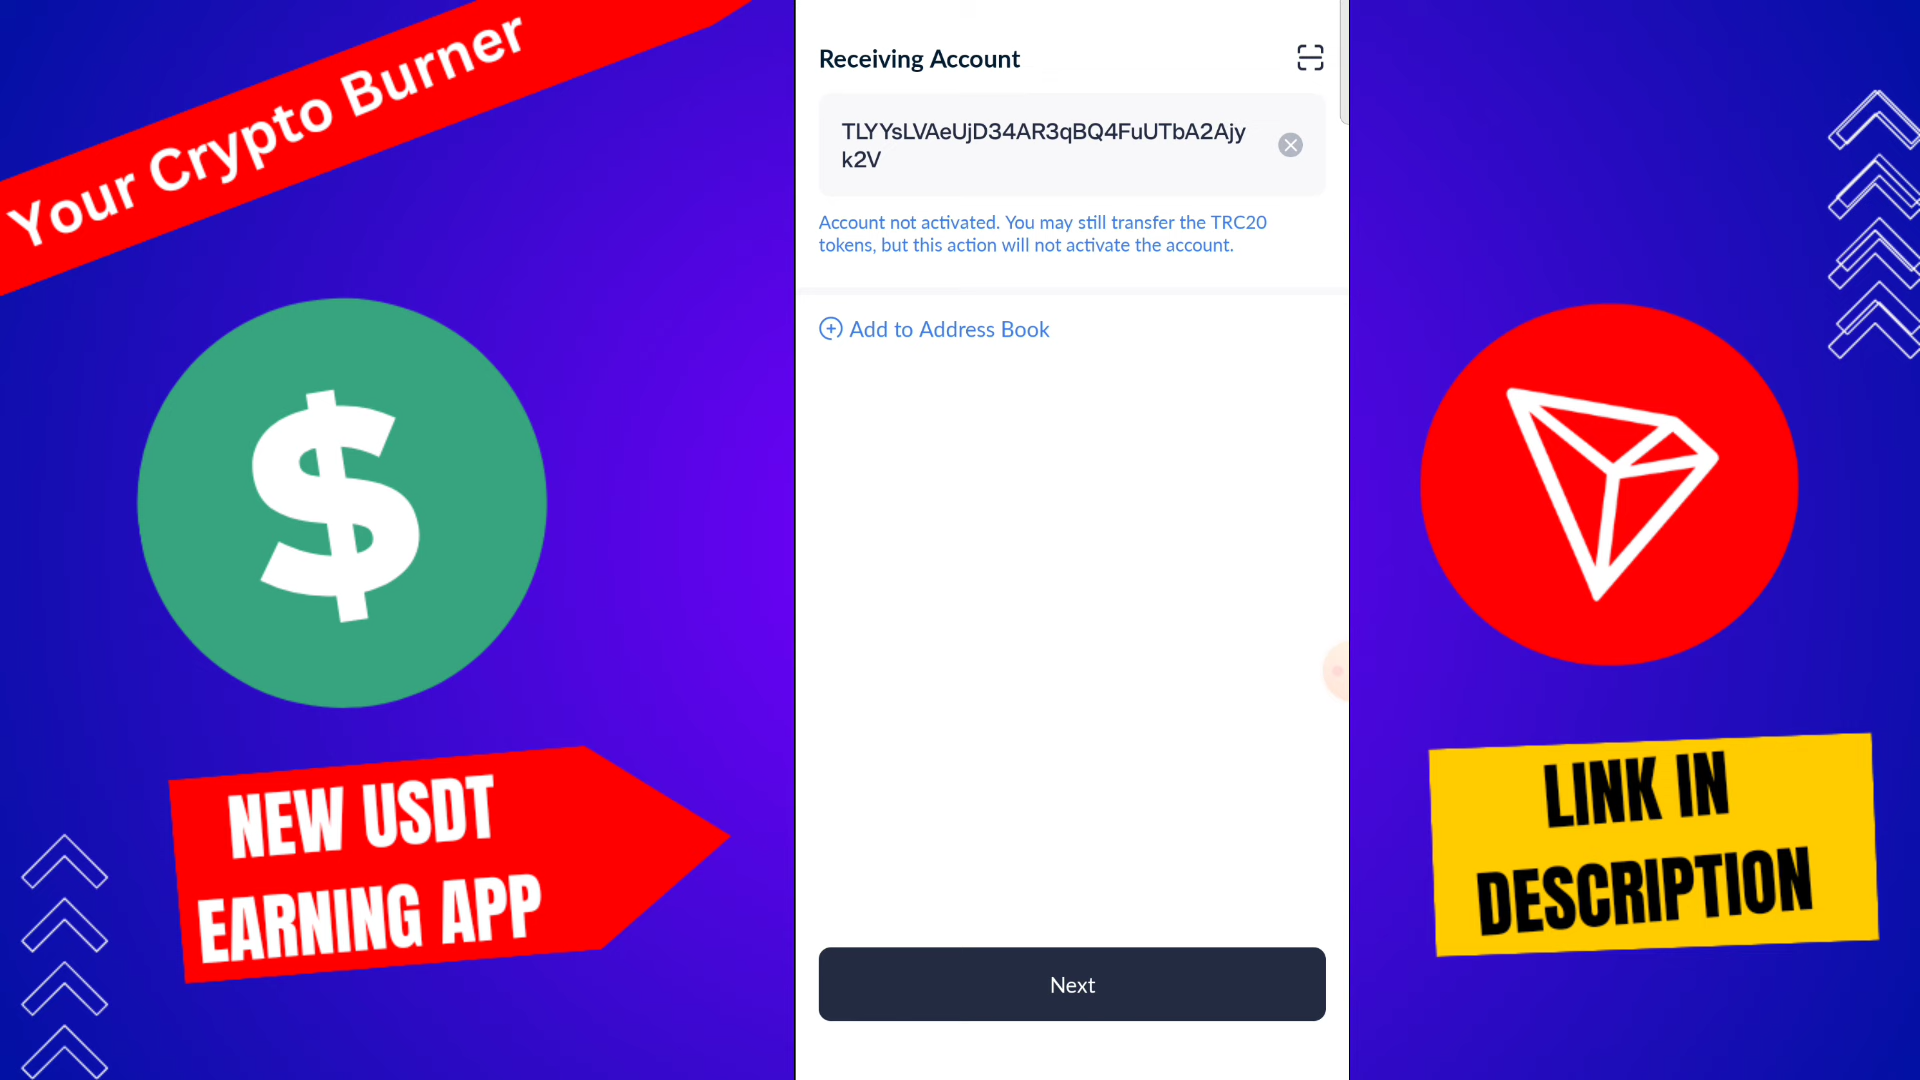 Your Crypto Burner
Receiving Account
TLYYsLVAeUjD34AR3qBQ4FuUTbA2Ajy
k2V
Account not activated. You may still transfer the TRC20
tokens, but this action will not activate the account.
Add to Address Book
$
NEW USDT
EARNING APP
LINK IN
DESCRIPTION
Next